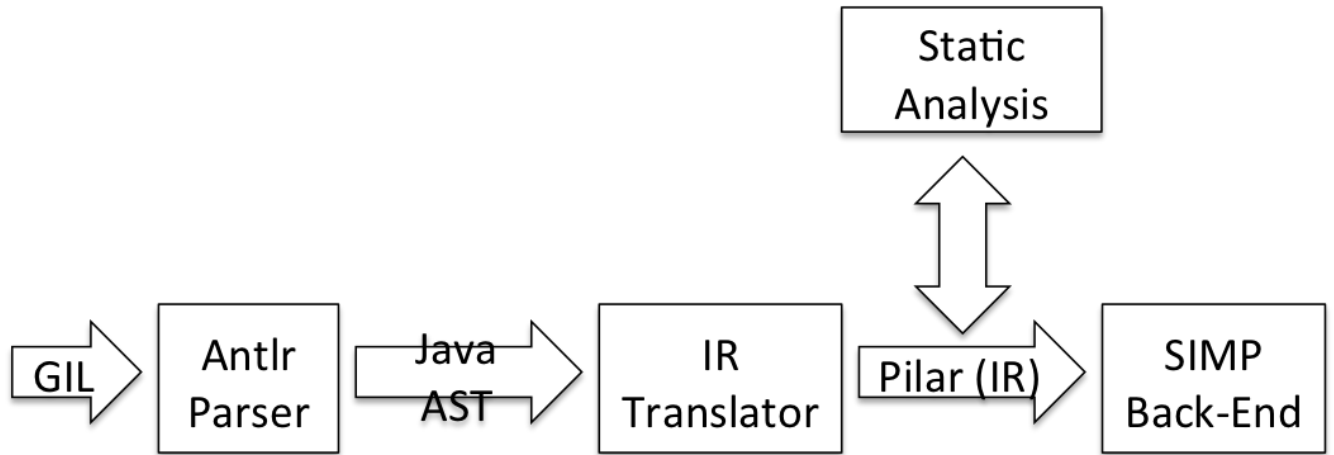 Static
Analysis
GIL
Antlr
Parser
Java
AST
IR
Translator
Pilar (IR)
SIMP
Back-End